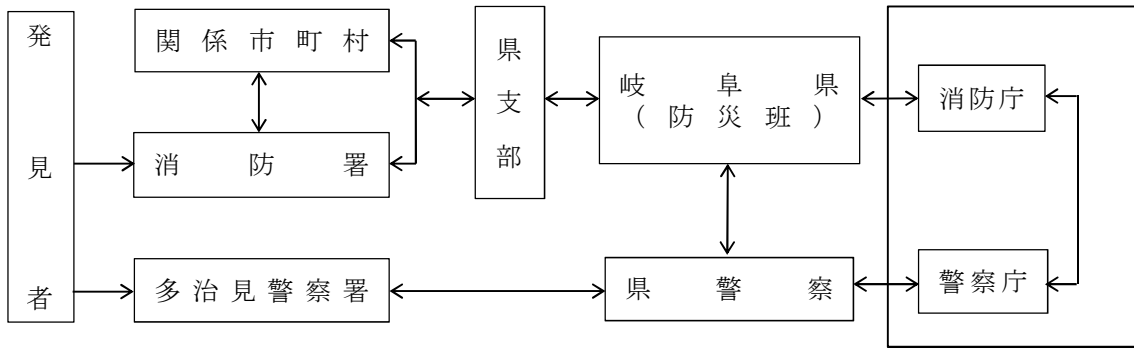 発見者
関係市町村
消防署
多治見警察署
県支部
岐阜県
(防災班)
県警察
消防庁
警察庁